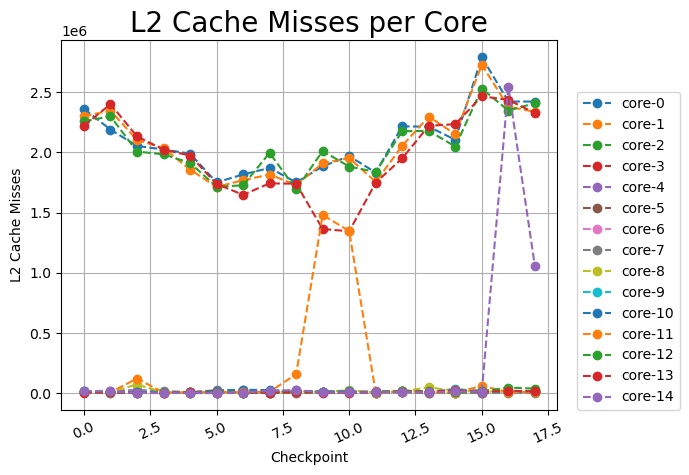 L2 Cache Misses per Core
1e6
2.5
2.0
1.5
1.0
0.5
0.0
L2 Cache Misses
0.0
2.5
5.0
7.5
10.0
12.5
15.0
17.5
Checkpoint
core-0
core-1
core-2
core-3
core-4
core-5
core-6
core-7
core-8
core-9
core-10
core-11
core-12
core-13
core-14